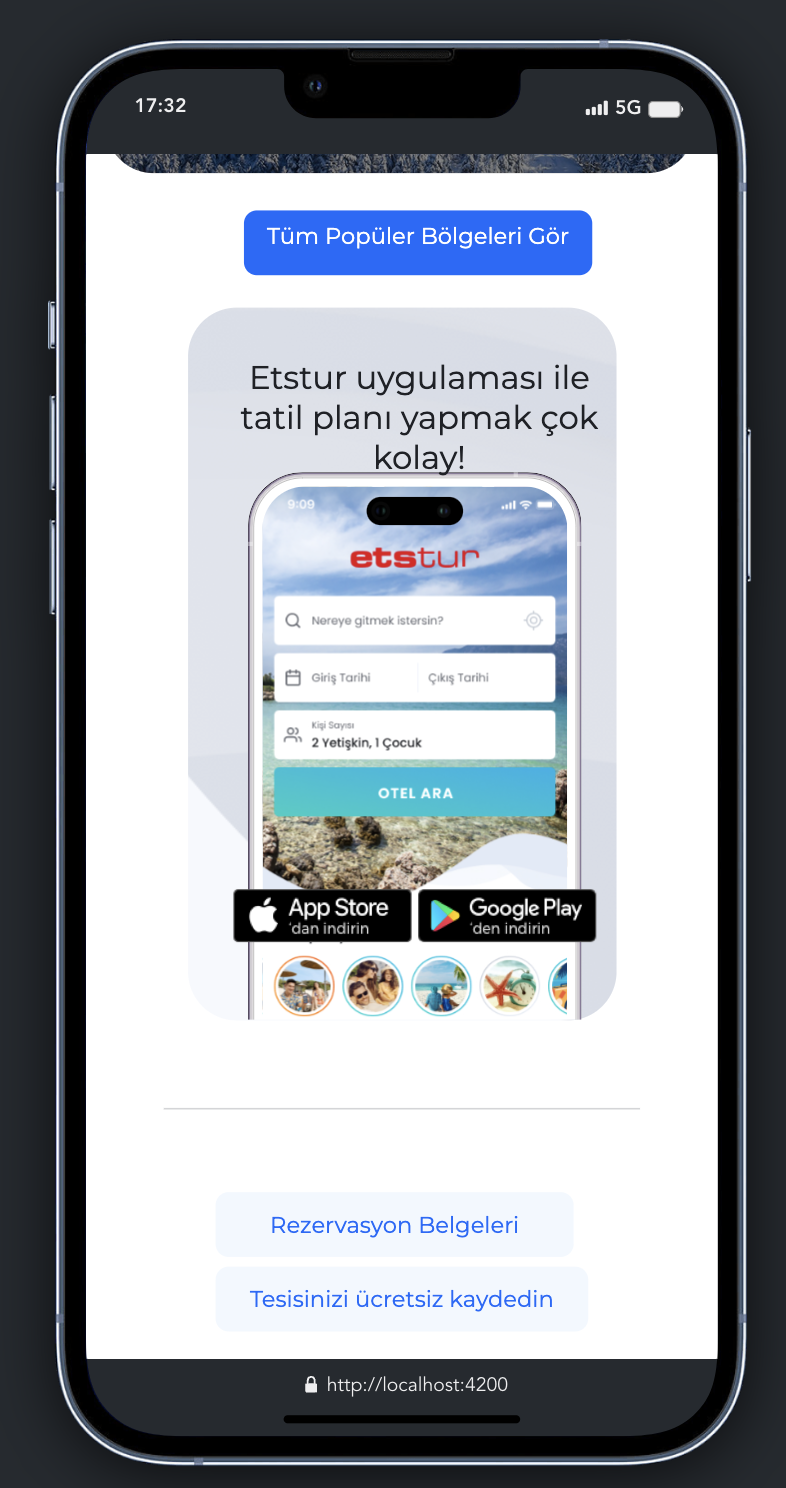 17:32
5G
Tüm Popüler Bölgeleri Gör
Etstur uygulaması ile
tatil planı yapmak çok
kolay!
9:09
etstur
Nereye gitmek istersin?
Giriş Tarihi
Çıkış Tarihi
Kişi Sayısı
2 Yetişkin, 1 Çocuk
OTEL ARA
App Store
'dan indirin
Google Play
'den indirin
Rezervasyon Belgeleri
Tesisinizi ücretsiz kaydedin
http://localhost:4200